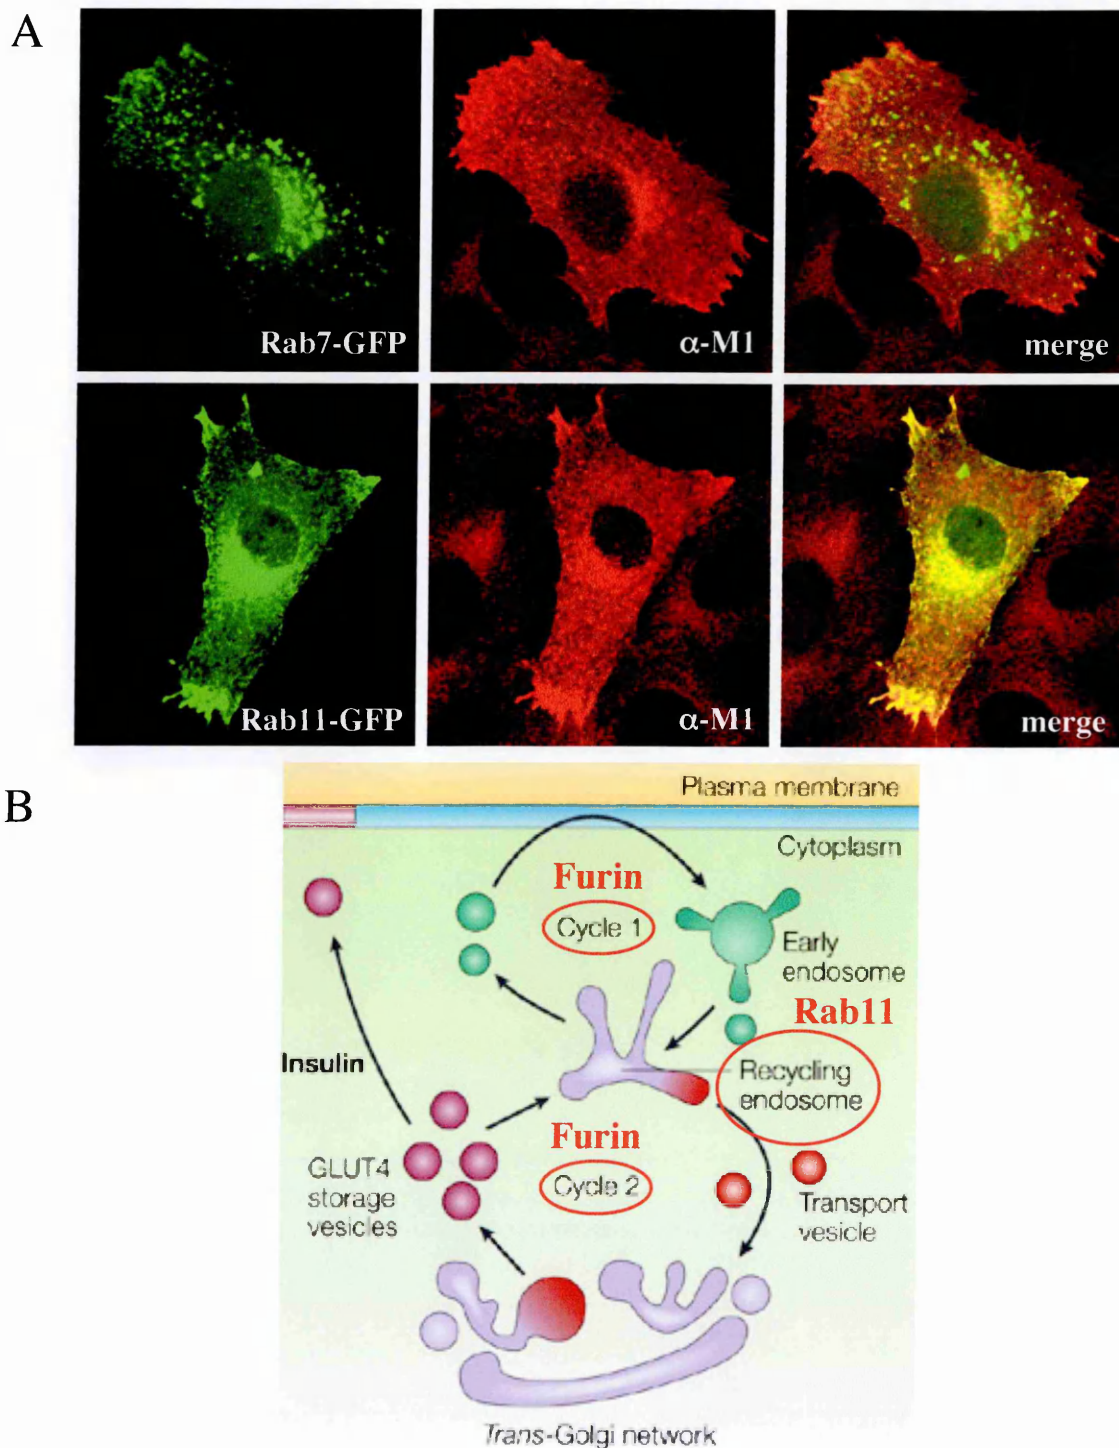 A
Rab7-GFP
α-M1
merge
Rab11-GFP
α-M1
merge
B
Plasma membrane
Cytoplasm
Furin
Cycle 1
Early
endosome
Rab11
Recycling
endosome
Insulin
Furin
Cycle 2
GLUT4
storage
vesicles
Transport
vesicle
Trans-Golgi network